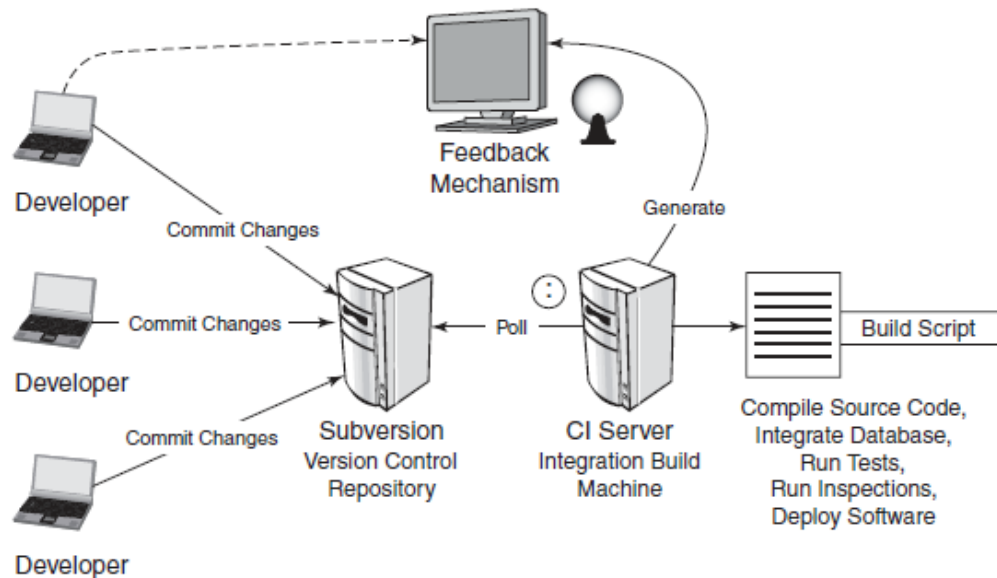 Feedback
Mechanism
Developer
Commit Changes
Generate
Developer
Commit Changes
Poll
Build Script
Developer
Commit Changes
Subversion
Version Control
Repository
CI Server
Integration Build
Machine
Compile Source Code,
Integrate Database,
Run Tests,
Run Inspections,
Deploy Software